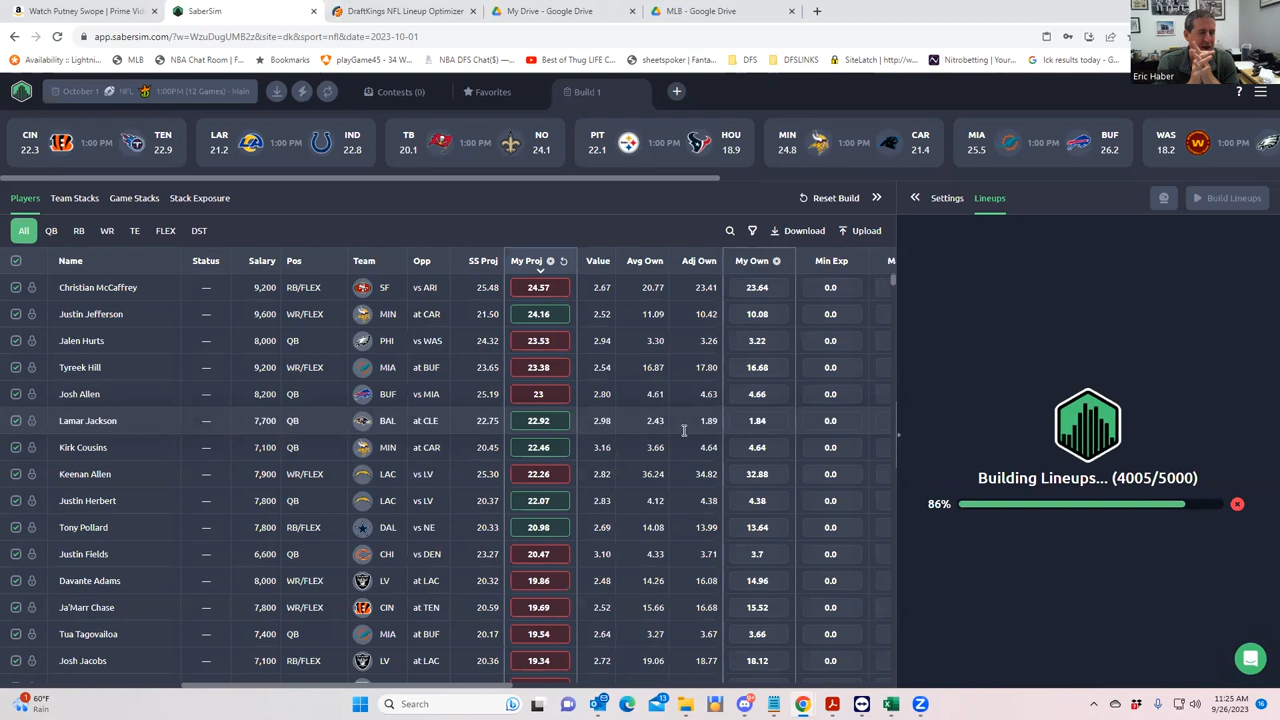 Watch Putney Swope | Prime Vid
SaberSim
DraftKings NFL Lineup Optimizer
My Drive - Google Drive
MLB - Google Drive
app.sabersim.com/?w=WzuDugUMB2z&site=dk&sport=nfl&date=2023-10-01
Availability :: Lightni...
MLB
NBA Chat Room | F...
Bookmarks
playGame45 - 34 W...
NBA DFS Chat($) —...
Best of Thug LIFE C...
sheetspoker | Fanta...
DFS
DFSLINKS
SiteLatch | http://w...
Nitrobetting | Your...
lck results today - G...
Eric Haber
October 1
NFL
1:00PM (12 Games) - Main
Contests (0)
Favorites
Build 1
CIN 22.3 1:00 PM TEN 22.9
LAR 21.2 1:00 PM IND 22.8
TB 20.1 1:00 PM NO 24.1
PIT 22.1 1:00 PM HOU 18.9
MIN 24.8 1:00 PM CAR 21.4
MIA 25.5 1:00 PM BUF 26.2
WAS 18.2 1:00 PM
Players Team Stacks Game Stacks Stack Exposure Reset Build
Settings Lineups Build Lineups
All QB RB WR TE FLEX DST Download Upload
Name Status Salary Pos Team Opp SS Proj My Proj Value Avg Own Adj Own My Own Min Exp M
Christian McCaffrey — 9,200 RB/FLEX SF vs ARI 25.48 24.57 2.67 20.77 23.41 23.64 0.0
Justin Jefferson — 9,600 WR/FLEX MIN at CAR 21.50 24.16 2.52 11.09 10.42 10.08 0.0
Jalen Hurts — 8,000 QB PHI vs WAS 24.32 23.53 2.94 3.30 3.26 3.22 0.0
Tyreek Hill — 9,200 WR/FLEX MIA at BUF 23.65 23.38 2.54 16.87 17.80 16.68 0.0
Josh Allen — 8,200 QB BUF vs MIA 25.19 23 2.80 4.61 4.63 4.66 0.0
Lamar Jackson — 7,700 QB BAL at CLE 22.75 22.92 2.98 2.43 1.89 1.84 0.0
Kirk Cousins — 7,100 QB MIN at CAR 20.45 22.46 3.16 3.66 4.64 4.64 0.0
Keenan Allen — 7,900 WR/FLEX LAC vs LV 25.30 22.26 2.82 36.24 34.82 32.88 0.0
Justin Herbert — 7,800 QB LAC vs LV 20.37 22.07 2.83 4.12 4.38 4.38 0.0
Tony Pollard — 7,800 RB/FLEX DAL vs NE 20.33 20.98 2.69 14.08 13.99 13.64 0.0
Justin Fields — 6,600 QB CHI vs DEN 23.27 20.47 3.10 4.33 3.71 3.7 0.0
Davante Adams — 8,000 WR/FLEX LV at LAC 20.32 19.86 2.48 14.26 16.08 14.96 0.0
Ja'Marr Chase — 7,800 WR/FLEX CIN at TEN 20.59 19.69 2.52 15.66 16.68 15.52 0.0
Tua Tagovailoa — 7,400 QB MIA at BUF 20.17 19.54 2.64 3.27 3.67 3.66 0.0
Josh Jacobs — 7,100 RB/FLEX LV at LAC 20.36 19.34 2.72 19.06 18.77 18.12 0.0
Building Lineups... (4005/5000)
86%
60°F
Rain
Search
11:25 AM
9/26/2023